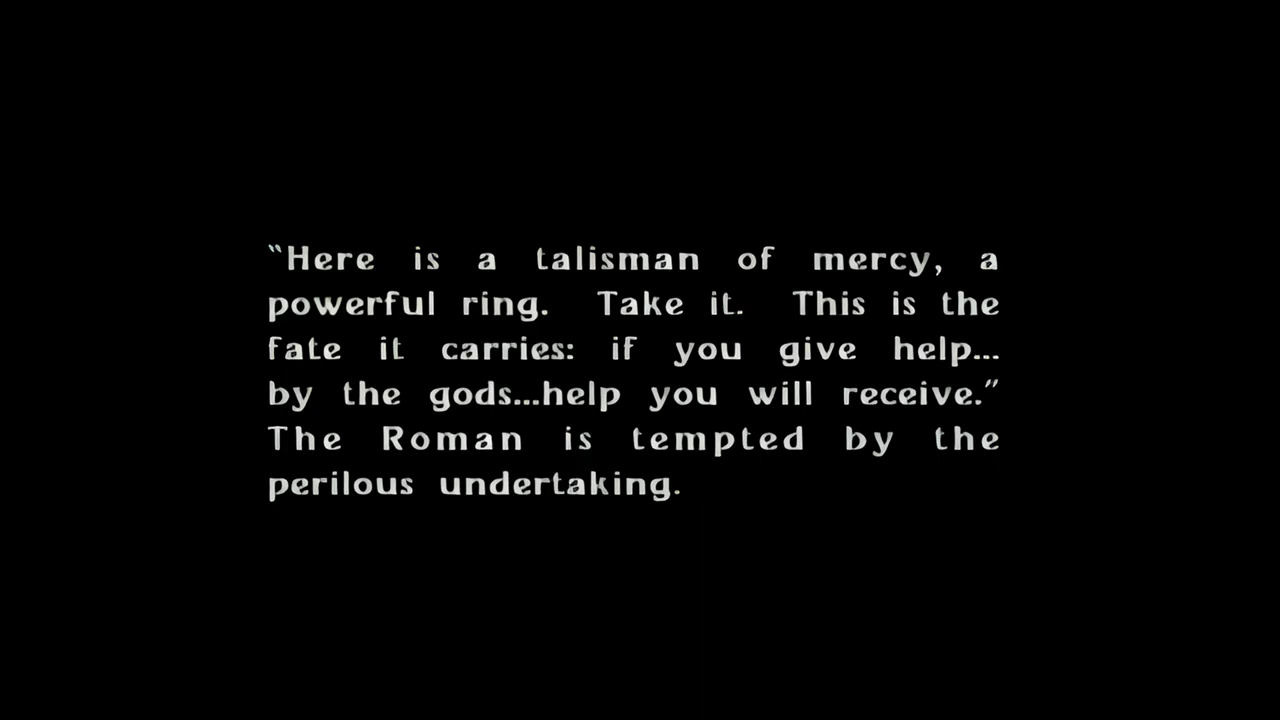 “Here is a talisman of mercy, a
powerful ring. Take it. This is the
fate it carries: if you give help...
by the gods...help you will receive.”
The Roman is tempted by the
perilous undertaking.